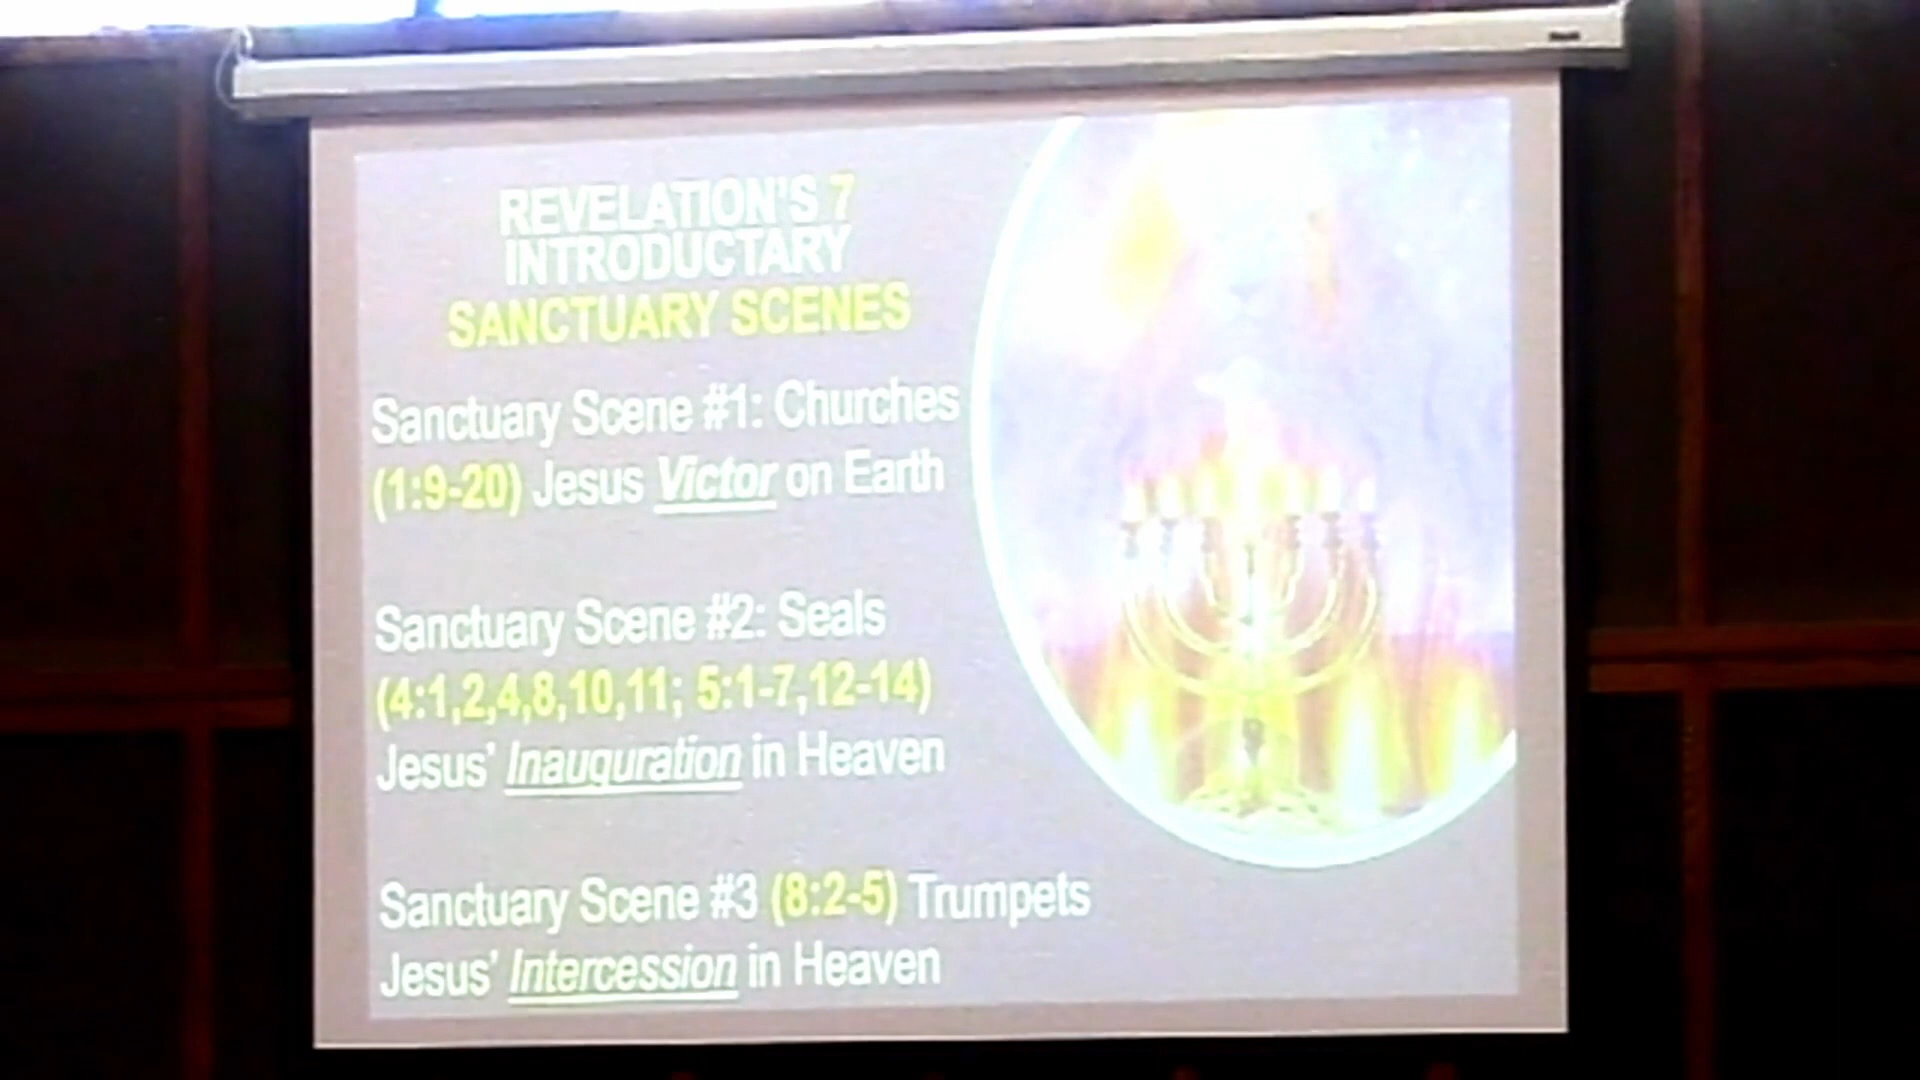 REVELATION'S 7
INTRODUCTARY
SANCTUARY SCENES
Sanctuary Scene #1: Churches
(1:9-20) Jesus Victor on Earth
Sanctuary Scene #2: Seals
(4:1,2,4,8,10,11; 5:1-7,12-14)
Jesus' Inauguration in Heaven
Sanctuary Scene #3 (8:2-5) Trumpets
Jesus' Intercession in Heaven